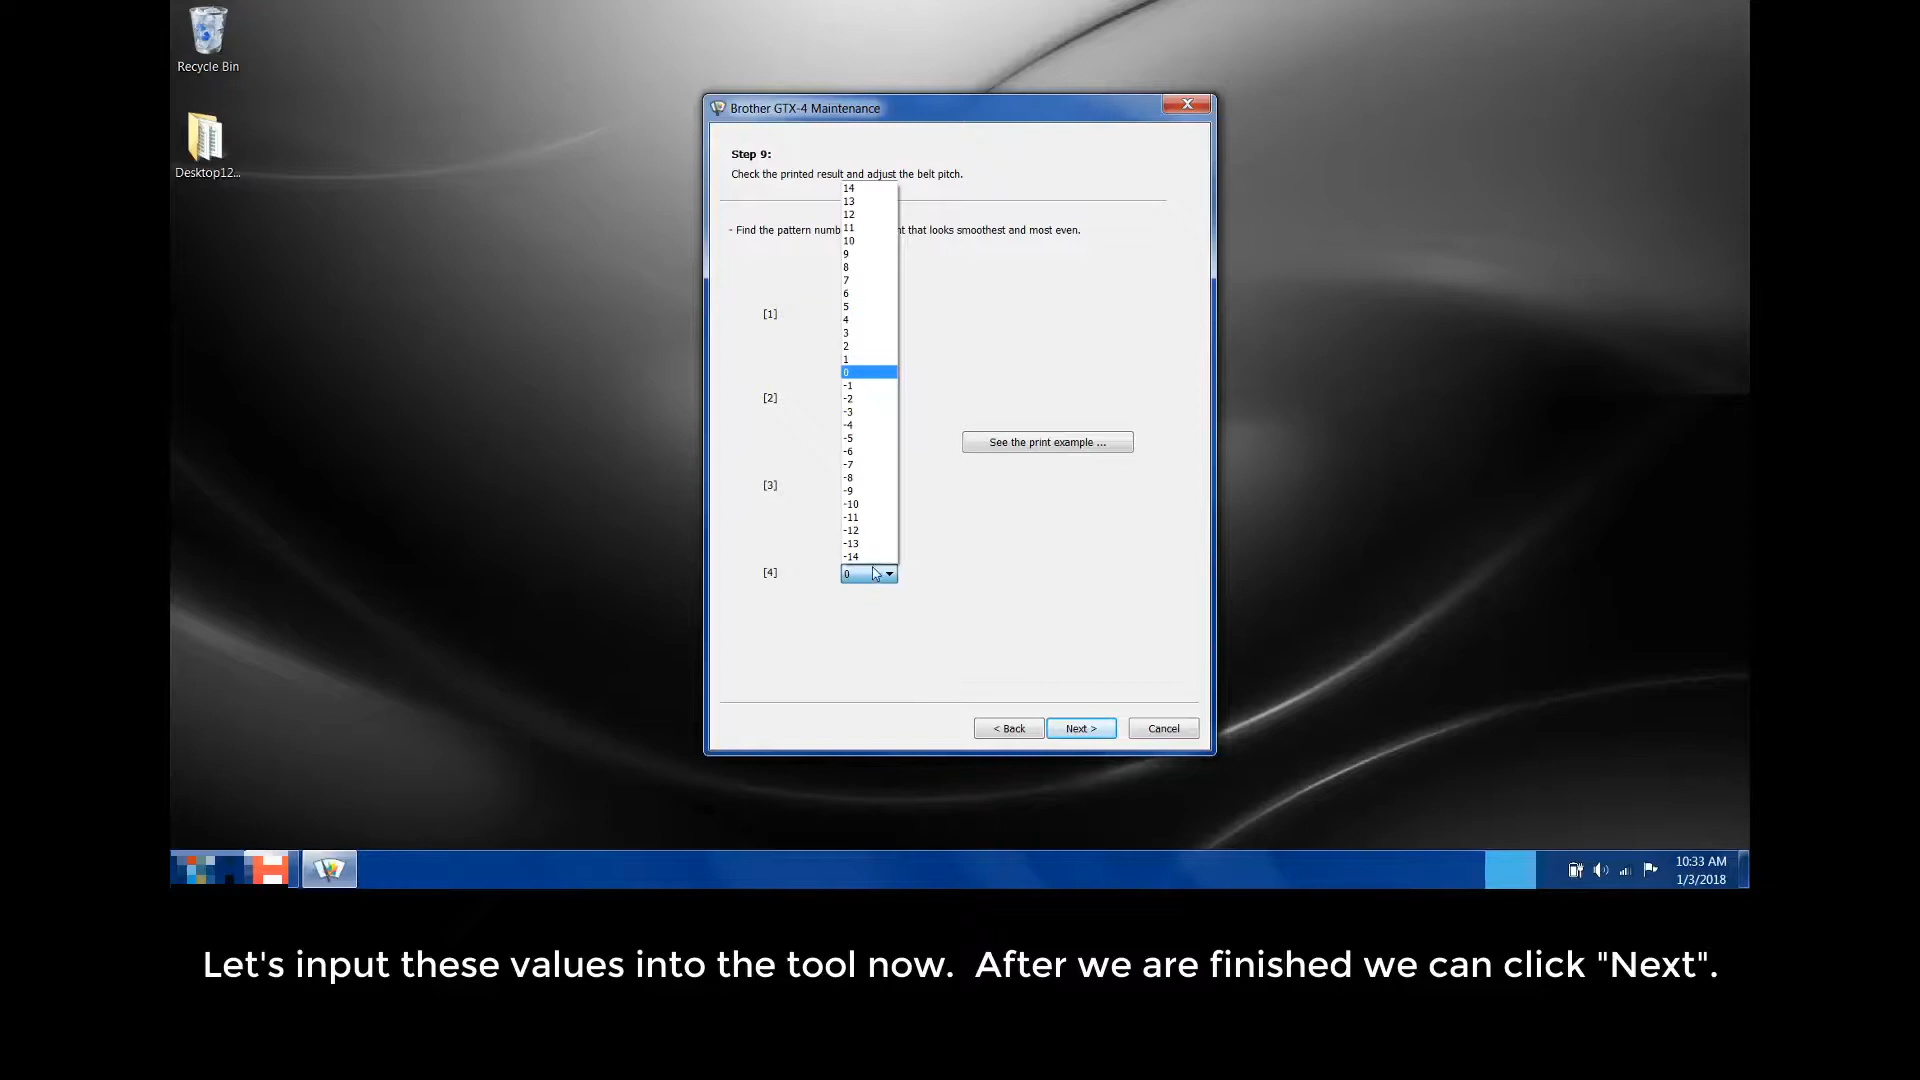 Recycle Bin
Desktop12...
Brother GTX-4 Maintenance
Step 9:
Check the printed result and adjust the belt pitch.
- Find the pattern numb nt that looks smoothest and most even.
14
13
12
11
10
9
8
7
6
5
4
3
2
1
0
-1
-2
-3
-4
-5
-6
-7
-8
-9
-10
-11
-12
-13
-14
[1]
[2]
[3]
[4]
0
See the print example ...
< Back
Next >
Cancel
10:33 AM
1/3/2018
Let's input these values into the tool now. After we are finished we can click "Next".